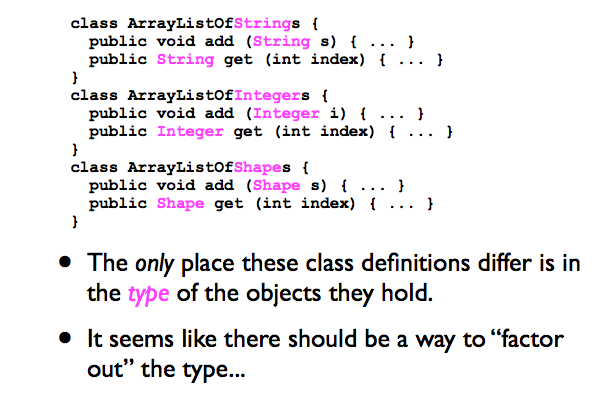 class ArrayListOfStrings {
public void add (String s) { ... }
public String get (int index) { ... }
}
class ArrayListOfIntegers {
public void add (Integer i) { ... }
public Integer get (int index) { ... }
}
class ArrayListOfShapes {
public void add (Shape s) { ... }
public Shape get (int index) { ... }
}
• The only place these class definitions differ is in
the type of the objects they hold.
• It seems like there should be a way to “factor
out” the type...